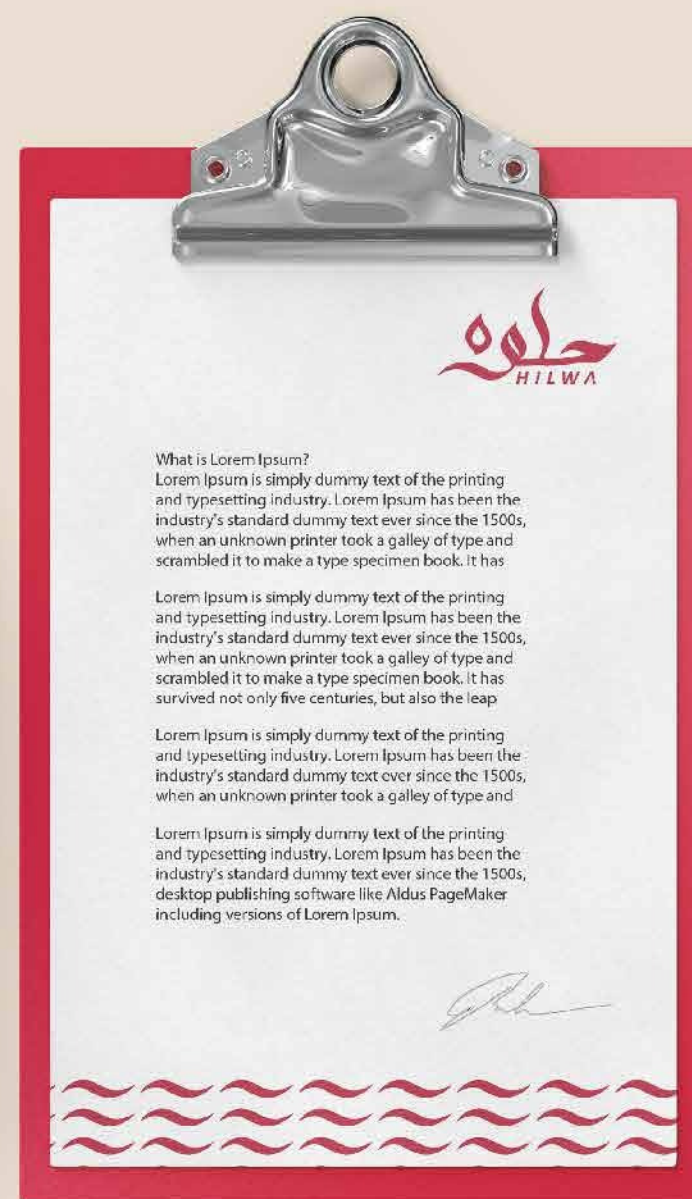 حلوه
HILWA
What is Lorem Ipsum?
Lorem Ipsum is simply dummy text of the printing
and typesetting industry. Lorem Ipsum has been the
industry's standard dummy text ever since the 1500s,
when an unknown printer took a galley of type and
scrambled it to make a type specimen book. It has
Lorem Ipsum is simply dummy text of the printing
and typesetting industry. Lorem Ipsum has been the
industry's standard dummy text ever since the 1500s,
when an unknown printer took a galley of type and
scrambled it to make a type specimen book. It has
survived not only five centuries, but also the leap
Lorem Ipsum is simply dummy text of the printing
and typesetting industry. Lorem Ipsum has been the
industry's standard dummy text ever since the 1500s,
when an unknown printer took a galley of type and
Lorem Ipsum is simply dummy text of the printing
and typesetting industry. Lorem Ipsum has been the
industry's standard dummy text ever since the 1500s,
desktop publishing software like Aldus PageMaker
including versions of Lorem Ipsum.